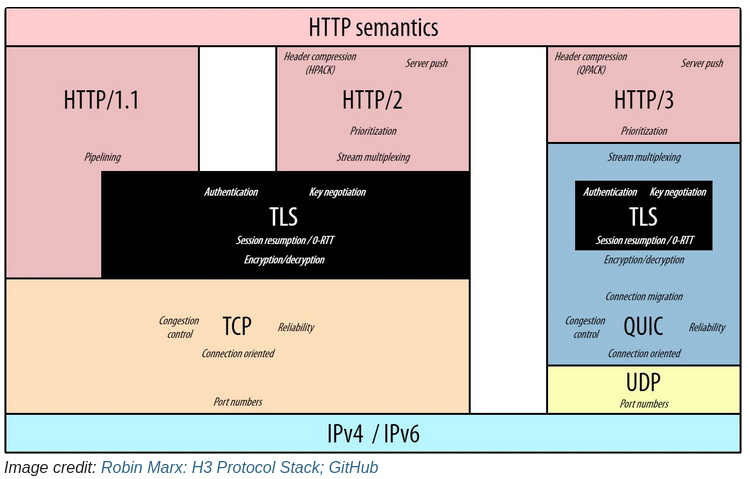 HTTP semantics
HTTP/1.1
Pipelining
Header compression
(HPACK)
Server push
HTTP/2
Prioritization
Stream multiplexing
Header compression
(QPACK)
Server push
HTTP/3
Prioritization
Authentication
Key negotiation
TLS
Session resumption / 0-RTT
Encryption/decryption
Stream multiplexing
Authentication
Key negotiation
TLS
Session resumption / 0-RTT
Encryption/decryption
Connection migration
Congestion
control
QUIC
Reliability
Connection oriented
Congestion
control
TCP
Reliability
Connection oriented
Port numbers
UDP
Port numbers
IPv4 / IPv6
Image credit: Robin Marx: H3 Protocol Stack; GitHub